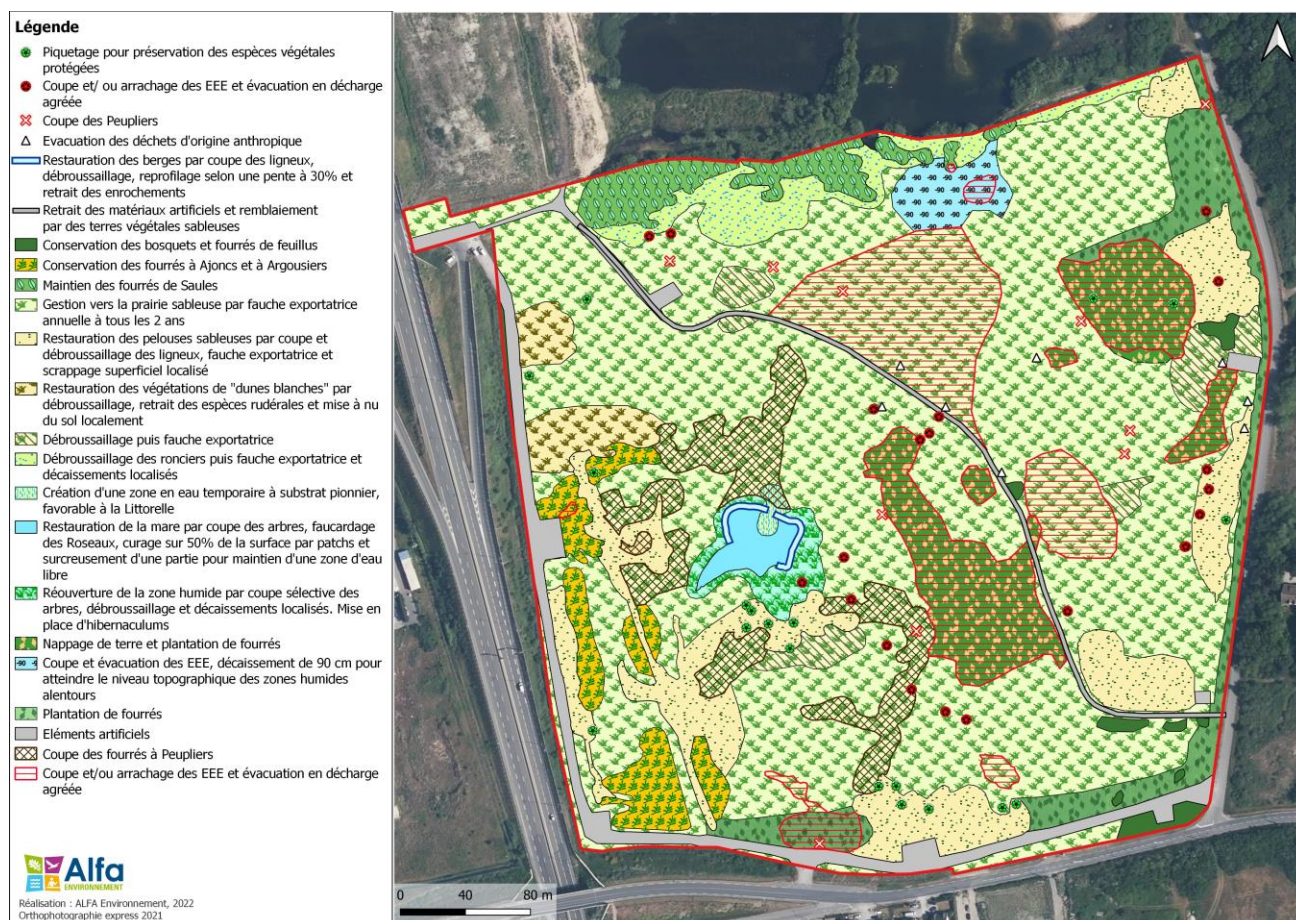 Légende
Piquetage pour préservation des espèces végétales
protégées
Coupe et/ ou arrachage des EEE et évacuation en décharge
agréée
Coupe des Peupliers
Evacuation des déchets d'origine anthropique
Restauration des berges par coupe des ligneux,
débroussaillage, reprofilage selon une pente à 30% et
retrait des enrochements
Retrait des matériaux artificiels et remblaiement
par des terres végétales sableuses
Conservation des bosquets et fourrés de feuillus
Conservation des fourrés à Ajoncs et à Argousiers
Maintien des fourrés de Saules
Gestion vers la prairie sableuse par fauche exportatrice
annuelle à tous les 2 ans
Restauration des pelouses sableuses par coupe et
débroussaillage des ligneux, fauche exportatrice et
scrappage superficiel localisé
Restauration des végétations de "dunes blanches" par
débroussaillage, retrait des espèces rudérales et mise à nu
du sol localement
Débroussaillage puis fauche exportatrice
Débroussaillage des ronciers puis fauche exportatrice et
décaissements localisés
Création d'une zone en eau temporaire à substrat pionnier,
favorable à la Littorelle
Restauration de la mare par coupe des arbres, faucardage
des Roseaux, curage sur 50% de la surface par patchs et
surcreusement d'une partie pour maintien d'une zone d'eau
libre
Réouverture de la zone humide par coupe sélective des
arbres, débroussaillage et décaissements localisés. Mise en
place d'hibernaculums
Nappage de terre et plantation de fourrés
-90 Coupe et évacuation des EEE, décaissement de 90 cm pour
atteindre le niveau topographique des zones humides
alentours
Plantation de fourrés
Eléments artificiels
Coupe des fourrés à Peupliers
Coupe et/ou arrachage des EEE et évacuation en décharge
agréée
Alfa
ENVIRONNEMENT
Réalisation : ALFA Environnement, 2022
Orthophotographie express 2021
0 40 80 m